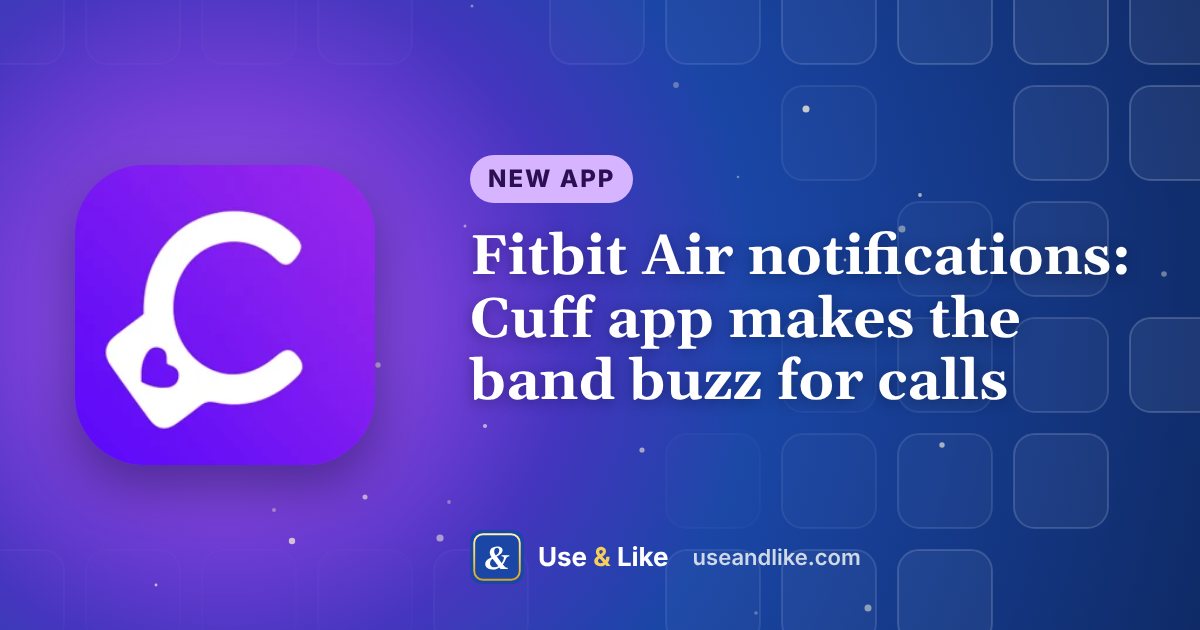 NEW APP
Fitbit Air notifications:
Cuff app makes the
band buzz for calls
& Use & Like useandlike.com